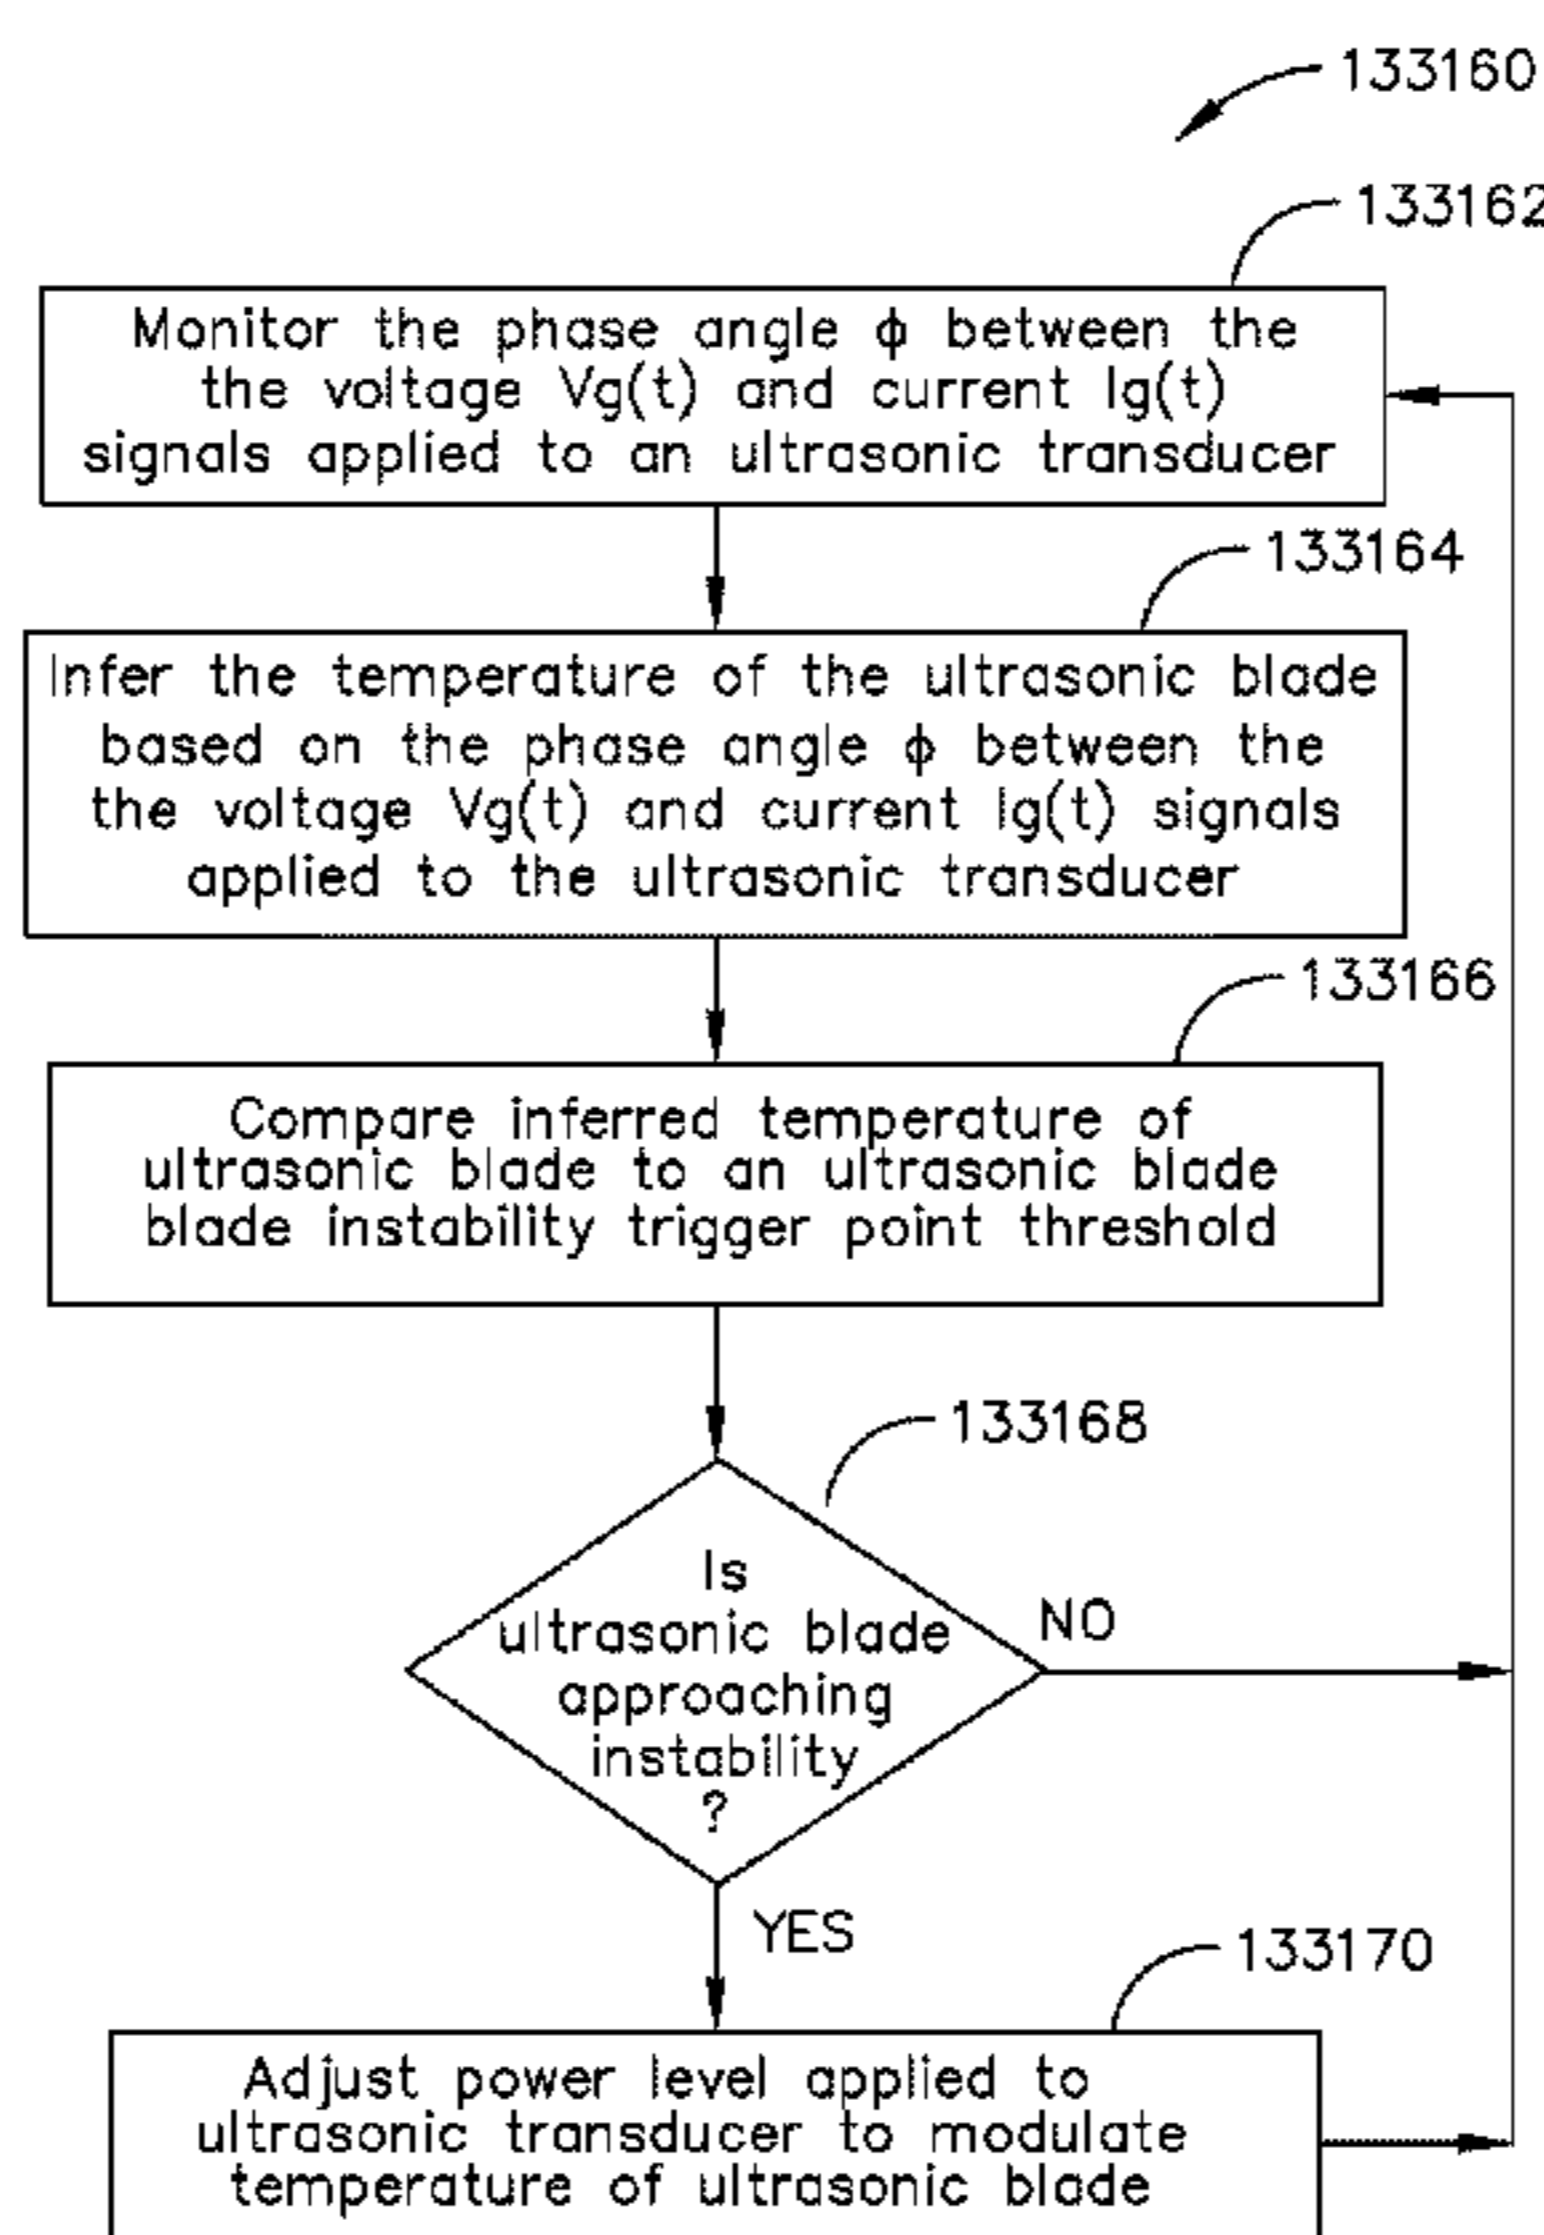 133160
133162
Monitor the phase angle ϕ between the
the voltage Vg(t) and current Ig(t)
signals applied to an ultrasonic transducer
133164
Infer the temperature of the ultrasonic blade
based on the phase angle ϕ between the
the voltage Vg(t) and current Ig(t) signals
applied to the ultrasonic transducer
133166
Compare inferred temperature of
ultrasonic blade to an ultrasonic blade
blade instability trigger point threshold
133168
Is
ultrasonic blade
approaching
instability
?
NO
YES
133170
Adjust power level applied to
ultrasonic transducer to modulate
temperature of ultrasonic blade